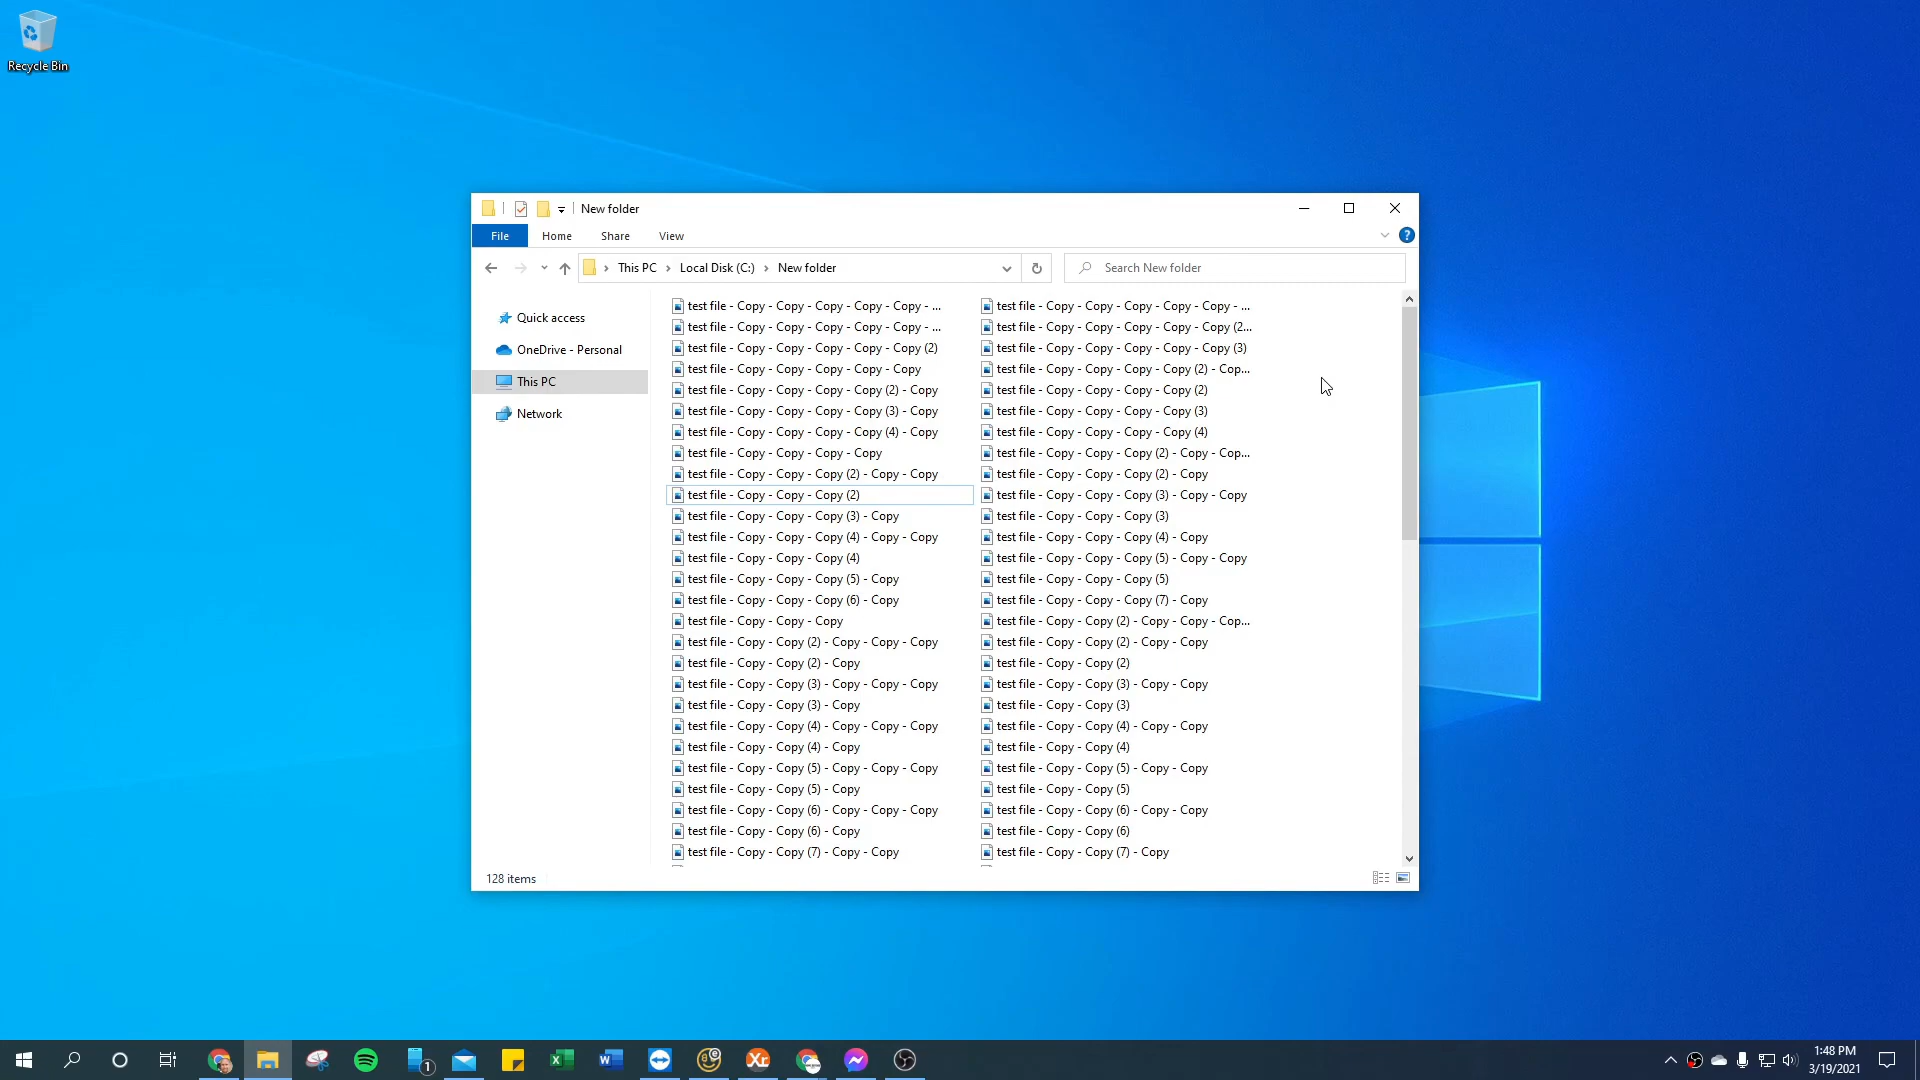 Recycle Bin
New folder
File Home Share View
This PC Local Disk (C:) New folder Search New folder
Quick access
OneDrive - Personal
This PC
Network
test file - Copy - Copy - Copy - Copy - Copy - ... test file - Copy - Copy - Copy - Copy - Copy - ...
test file - Copy - Copy - Copy - Copy - Copy - ... test file - Copy - Copy - Copy - Copy - Copy (2...
test file - Copy - Copy - Copy - Copy - Copy (2) test file - Copy - Copy - Copy - Copy - Copy (3)
test file - Copy - Copy - Copy - Copy - Copy test file - Copy - Copy - Copy - Copy (2) - Cop...
test file - Copy - Copy - Copy - Copy (2) - Copy test file - Copy - Copy - Copy - Copy (2)
test file - Copy - Copy - Copy - Copy (3) - Copy test file - Copy - Copy - Copy - Copy (3)
test file - Copy - Copy - Copy - Copy (4) - Copy test file - Copy - Copy - Copy - Copy (4)
test file - Copy - Copy - Copy - Copy test file - Copy - Copy - Copy (2) - Copy - Cop...
test file - Copy - Copy - Copy (2) - Copy - Copy test file - Copy - Copy - Copy (2) - Copy
test file - Copy - Copy - Copy (2) test file - Copy - Copy - Copy (3) - Copy - Copy
test file - Copy - Copy - Copy (3) - Copy test file - Copy - Copy - Copy (3)
test file - Copy - Copy - Copy (4) - Copy - Copy test file - Copy - Copy - Copy (4) - Copy
test file - Copy - Copy - Copy (4) test file - Copy - Copy - Copy (5) - Copy - Copy
test file - Copy - Copy - Copy (5) - Copy test file - Copy - Copy - Copy (5)
test file - Copy - Copy - Copy (6) - Copy test file - Copy - Copy - Copy (7) - Copy
test file - Copy - Copy - Copy test file - Copy - Copy (2) - Copy - Copy - Cop...
test file - Copy - Copy (2) - Copy - Copy - Copy test file - Copy - Copy (2) - Copy - Copy
test file - Copy - Copy (2) - Copy test file - Copy - Copy (2)
test file - Copy - Copy (3) - Copy - Copy - Copy test file - Copy - Copy (3) - Copy - Copy
test file - Copy - Copy (3) - Copy test file - Copy - Copy (3)
test file - Copy - Copy (4) - Copy - Copy - Copy test file - Copy - Copy (4) - Copy - Copy
test file - Copy - Copy (4) - Copy test file - Copy - Copy (4)
test file - Copy - Copy (5) - Copy - Copy - Copy test file - Copy - Copy (5) - Copy - Copy
test file - Copy - Copy (5) - Copy test file - Copy - Copy (5)
test file - Copy - Copy (6) - Copy - Copy - Copy test file - Copy - Copy (6) - Copy - Copy
test file - Copy - Copy (6) - Copy test file - Copy - Copy (6)
test file - Copy - Copy (7) - Copy - Copy test file - Copy - Copy (7) - Copy
128 items
1
Xr
1:48 PM
3/19/2021